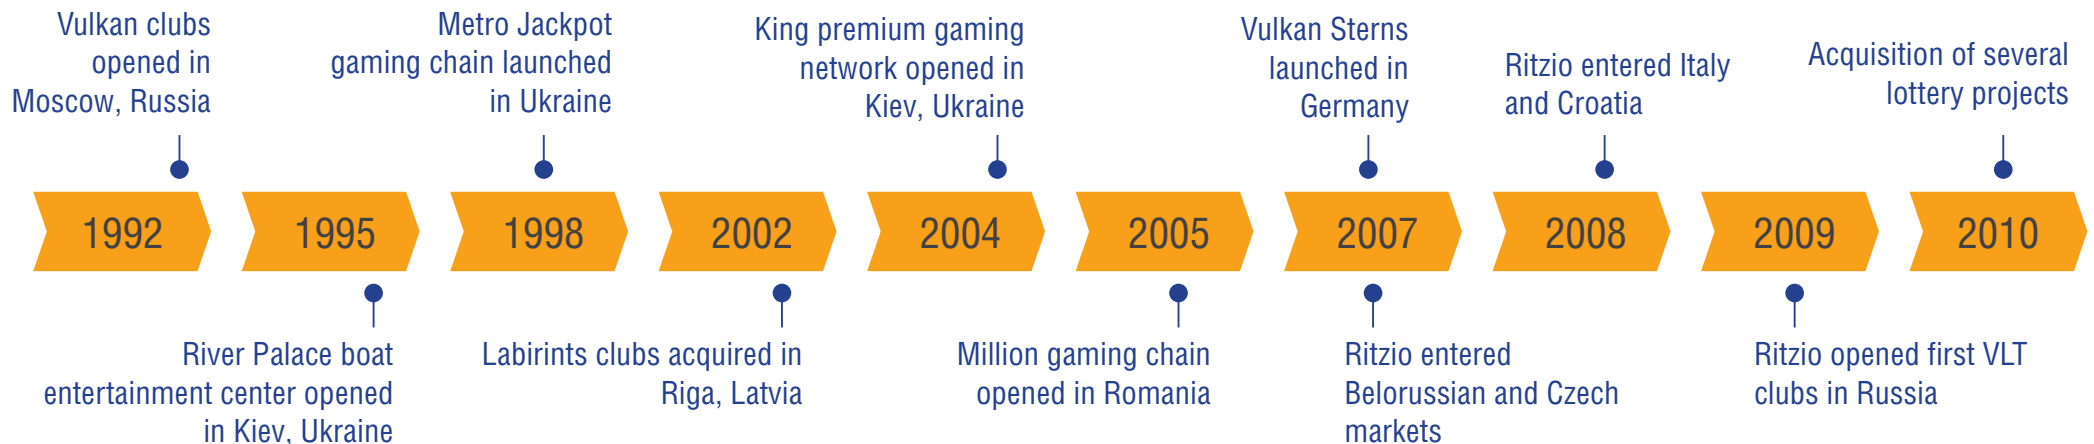 Vulkan clubs
opened in
Moscow, Russia
Metro Jackpot
gaming chain launched
in Ukraine
King premium gaming
network opened in
Kiev, Ukraine
Vulkan Sterns
launched in
Germany
Ritzio entered Italy
and Croatia
Acquisition of several
lottery projects
1992
1995
1998
2002
2004
2005
2007
2008
2009
2010
River Palace boat
entertainment center opened
in Kiev, Ukraine
Labirints clubs acquired in
Riga, Latvia
Million gaming chain
opened in Romania
Ritzio entered
Belorussian and Czech
markets
Ritzio opened first VLT
clubs in Russia